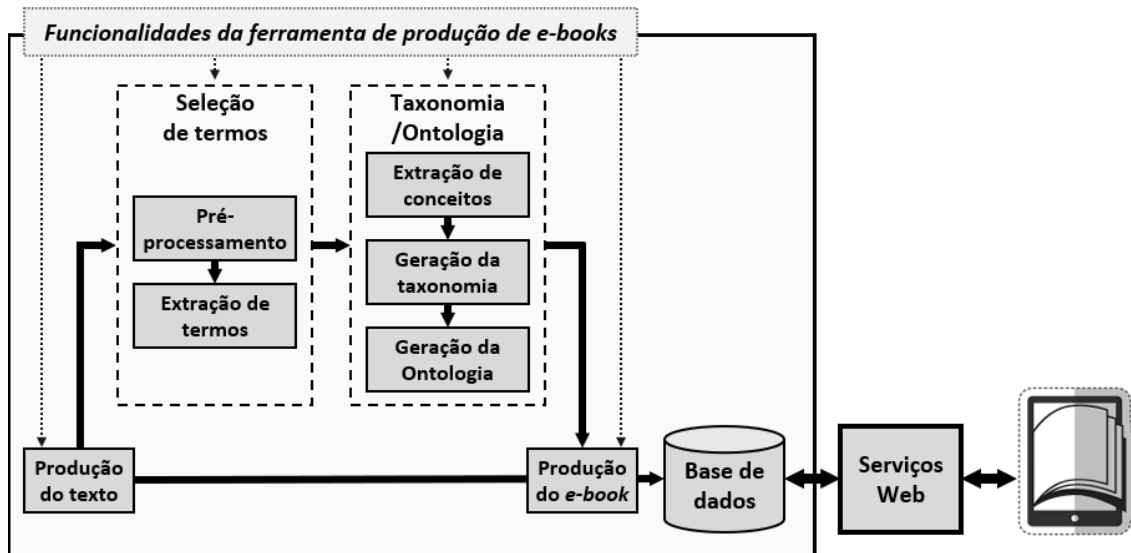 Funcionalidades da ferramenta de produção de e-books
Seleção
de termos
Pré-
processamento
Extração de
termos
Taxonomia
/Ontologia
Extração de
conceitos
Geração da
taxonomia
Geração da
Ontologia
Produção
do texto
Produção
do e-book
Base de
dados
Serviços
Web